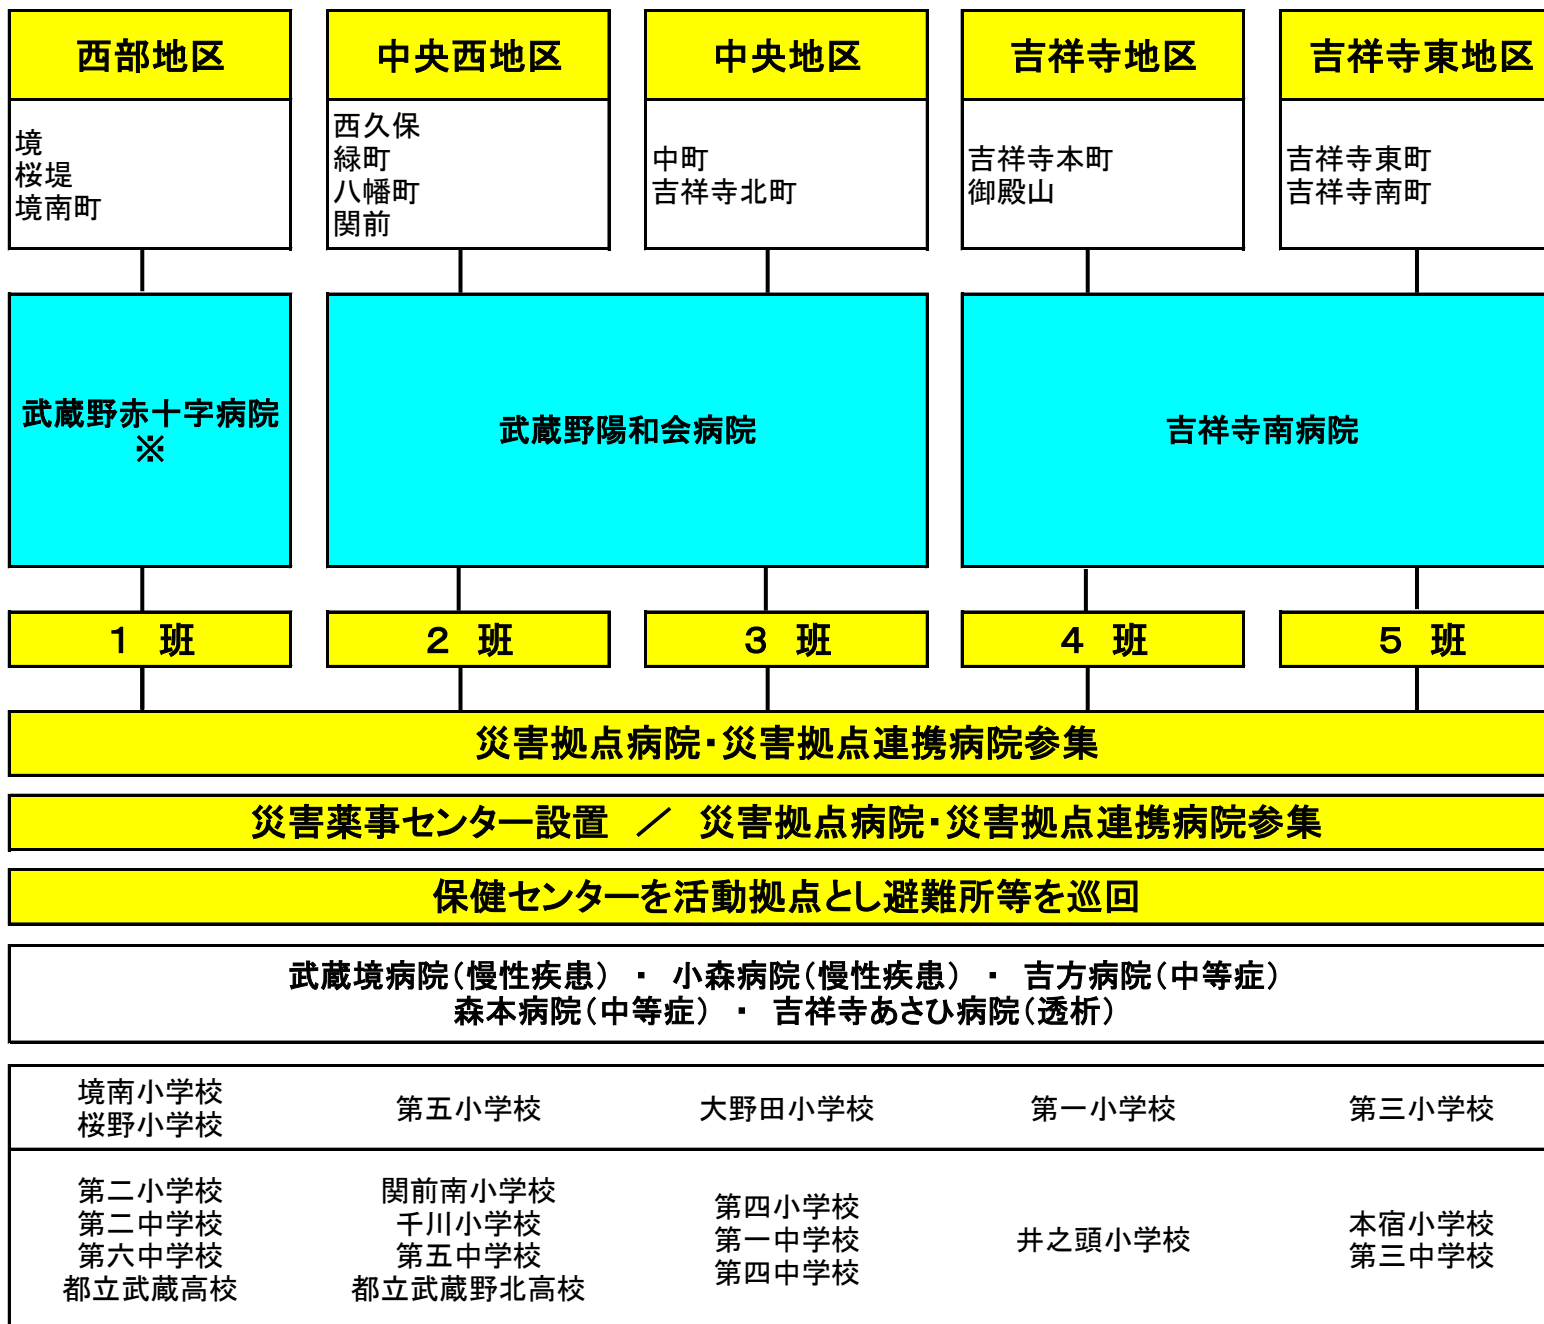 西部地区
中央西地区
中央地区
吉祥寺地区
吉祥寺東地区
境
桜堤
境南町
西久保
緑町
八幡町
関前
中町
吉祥寺北町
吉祥寺本町
御殿山
吉祥寺東町
吉祥寺南町
武蔵野赤十字病院
※
武蔵野陽和会病院
吉祥寺南病院
１　班
２　班
３　班
４　班
５　班
災害拠点病院・災害拠点連携病院参集
災害薬事センター設置　／　災害拠点病院・災害拠点連携病院参集
保健センターを活動拠点とし避難所等を巡回
武蔵境病院（慢性疾患）　・　小森病院（慢性疾患）　・　吉方病院（中等症）
森本病院（中等症）　・　吉祥寺あさひ病院（透析）
境南小学校
桜野小学校
第五小学校
大野田小学校
第一小学校
第三小学校
第二小学校
第二中学校
第六中学校
都立武蔵高校
関前南小学校
千川小学校
第五中学校
都立武蔵野北高校
第四小学校
第一中学校
第四中学校
井之頭小学校
本宿小学校
第三中学校